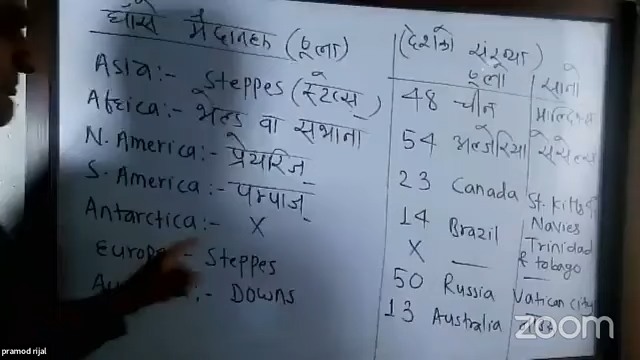 घाँसे मैदानहरू (ठूला)
(देशको संख्या)
ठूला
सानो
Asia:- Steppes (स्टेप्स)
48 चीन माल्दिभ्स
Africa:- भेल्ड वा सभाना
54 अल्जेरिया सेसेल्स
N. America:- प्रेयरिज
23 Canada St. Kitts & Navies
S. America:- पम्पाज
14 Brazil Trinidad & tobago
Antarctica:- X
X — —
Europe:- Steppes
50 Russia Vatican city
:- Downs
13 Australia
zoom
pramod rijal